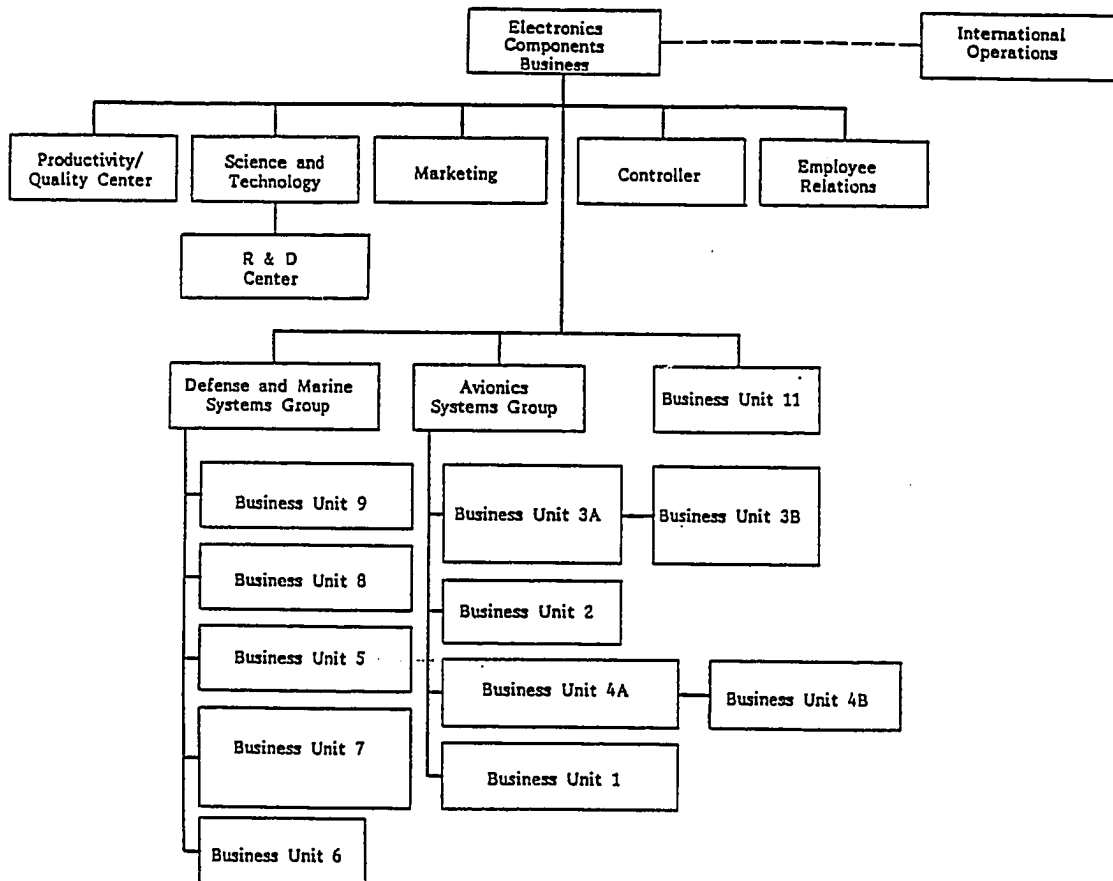 Electronics
Components
Business
International
Operations
Productivity/
Quality Center
Science and
Technology
Marketing
Controller
Employee
Relations
R & D
Center
Defense and Marine
Systems Group
Avionics
Systems Group
Business Unit 11
Business Unit 9
Business Unit 3A
Business Unit 3B
Business Unit 8
Business Unit 2
Business Unit 5
Business Unit 4A
Business Unit 4B
Business Unit 7
Business Unit 1
Business Unit 6